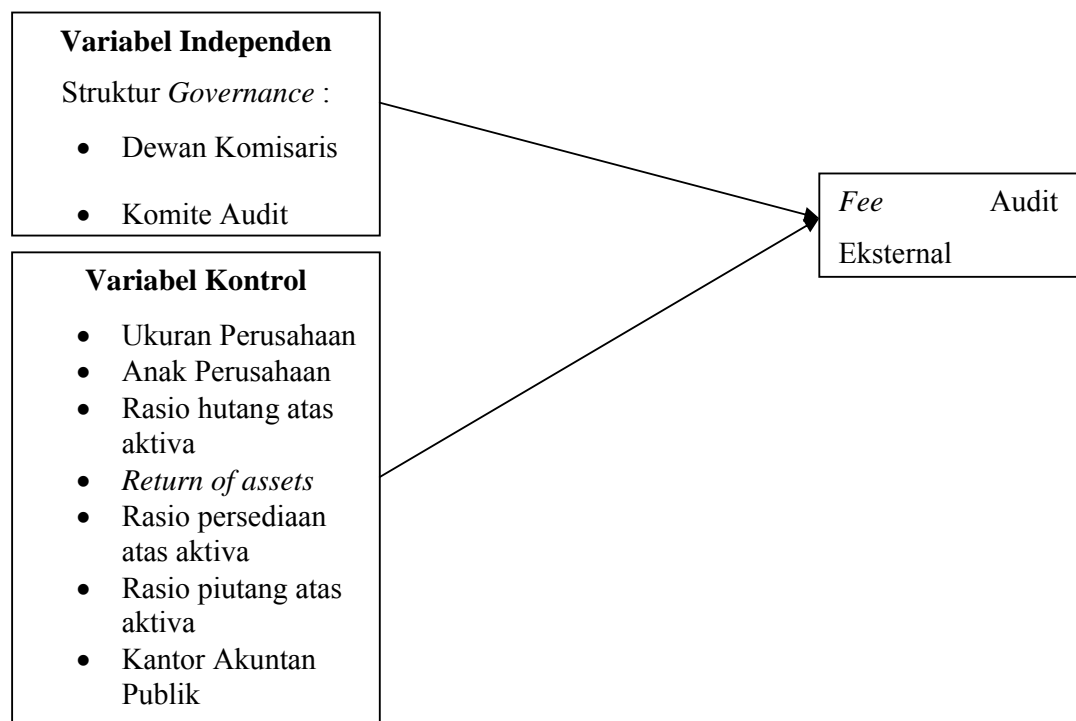 Variabel Independen
Struktur Governance :
• Dewan Komisaris
• Komite Audit
Variabel Kontrol
• Ukuran Perusahaan
• Anak Perusahaan
• Rasio hutang atas
aktiva
• Return of assets
• Rasio persediaan
atas aktiva
• Rasio piutang atas
aktiva
• Kantor Akuntan
Publik
Fee Audit
Eksternal